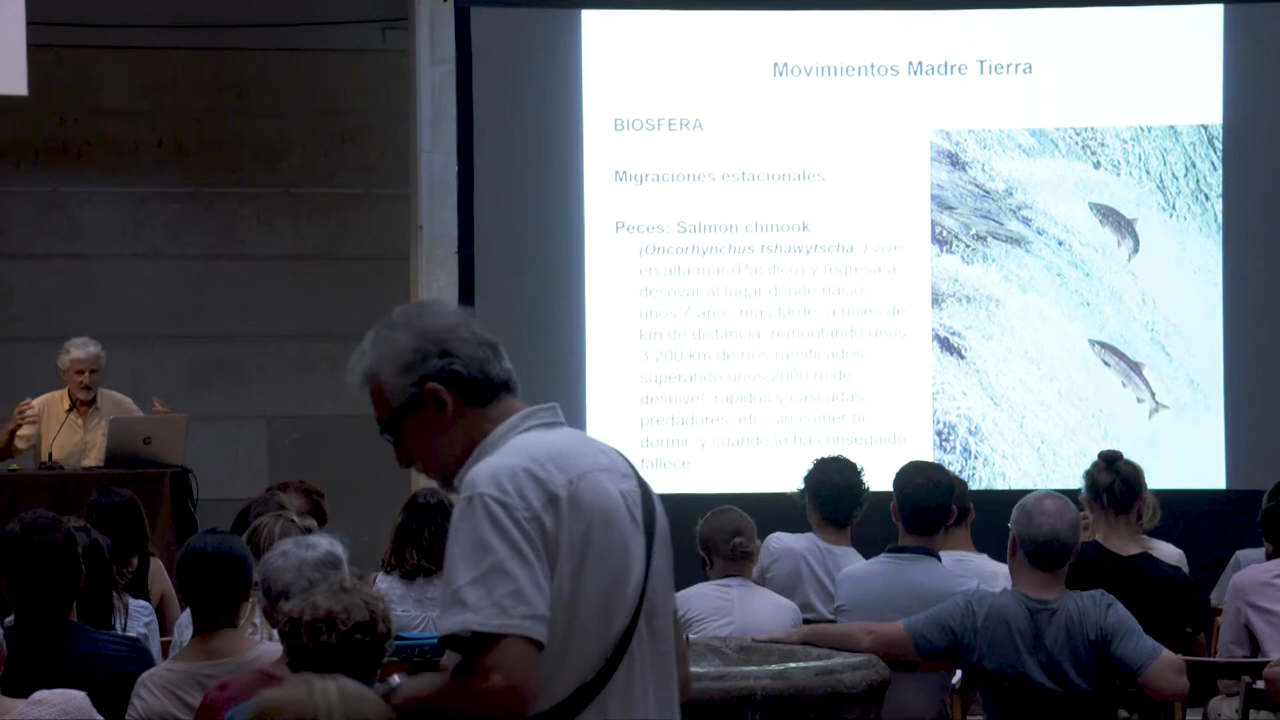 Movimientos Madre Tierra
BIOSFERA
Migraciones estacionales
Peces: Salmón chinook
(Oncorhynchus tshawytscha ) vive
en alta mar (Pacífico) y regresa a
desovar al lugar donde nació,
unos 7 años más tarde, a miles de
km de distancia, remontando unos
3.200 km de ríos ramificados,
superando unos 2000 m de
desnivel, rápidos y cascadas,
predadores, etc, sin comer ni
dormir, y cuando lo ha conseguido
fallece.
hp